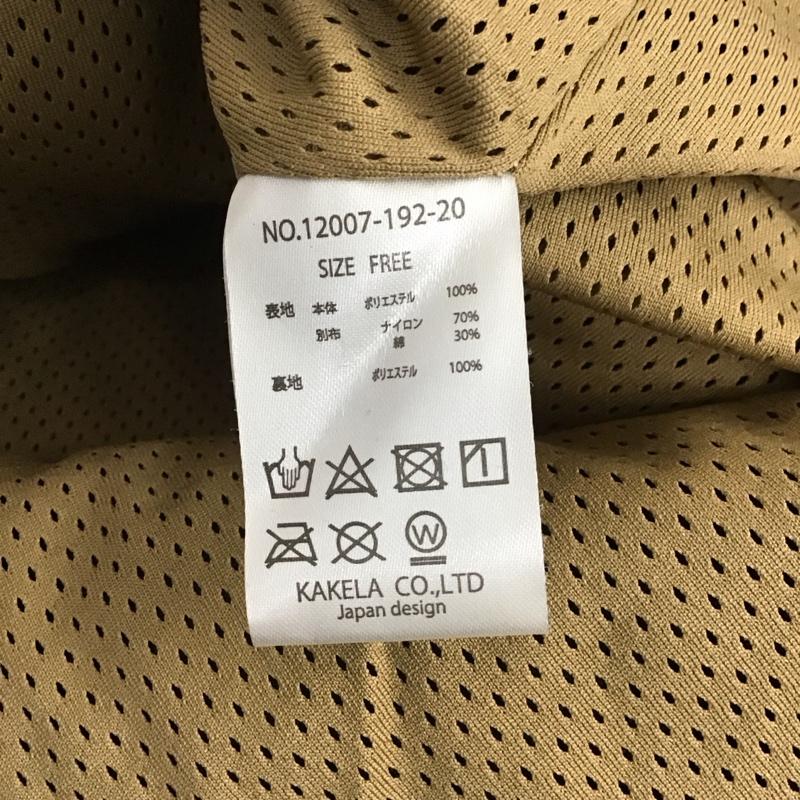 NO.12007-192-20
SIZE FREE
表地 本体 ポリエステル 100%
別布 ナイロン 70%
綿 30%
裏地 ポリエステル 100%
W
KAKELA CO.,LTD
Japan design